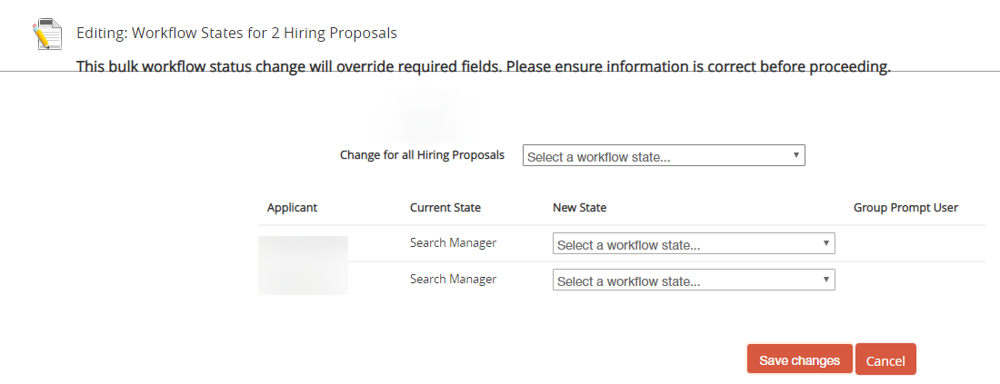 Editing: Workflow States for 2 Hiring Proposals
This bulk workflow status change will override required fields. Please ensure information is correct before proceeding.
Change for all Hiring Proposals Select a workflow state...
Applicant Current State New State Group Prompt User
Search Manager Select a workflow state...
Search Manager Select a workflow state...
Save changes Cancel